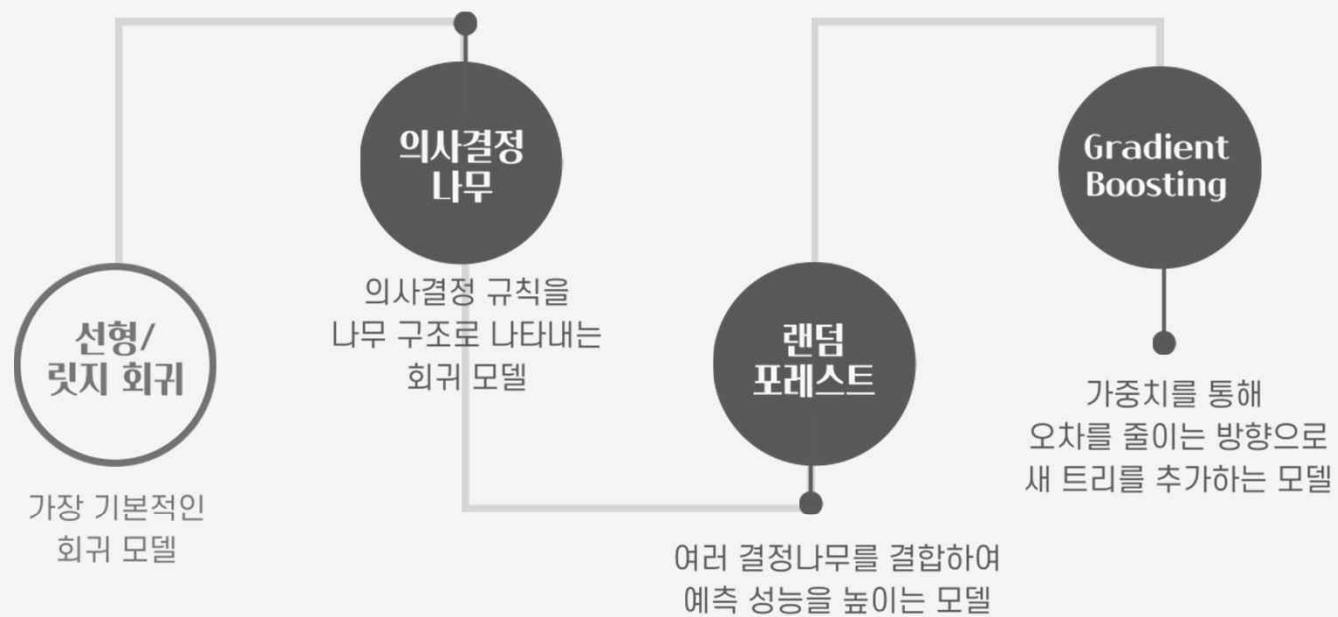 선형/
릿지 회귀
가장 기본적인
회귀 모델
의사결정
나무
의사결정 규칙을
나무 구조로 나타내는
회귀 모델
랜덤
포레스트
여러 결정나무를 결합하여
예측 성능을 높이는 모델
Gradient
Boosting
가중치를 통해
오차를 줄이는 방향으로
새 트리를 추가하는 모델